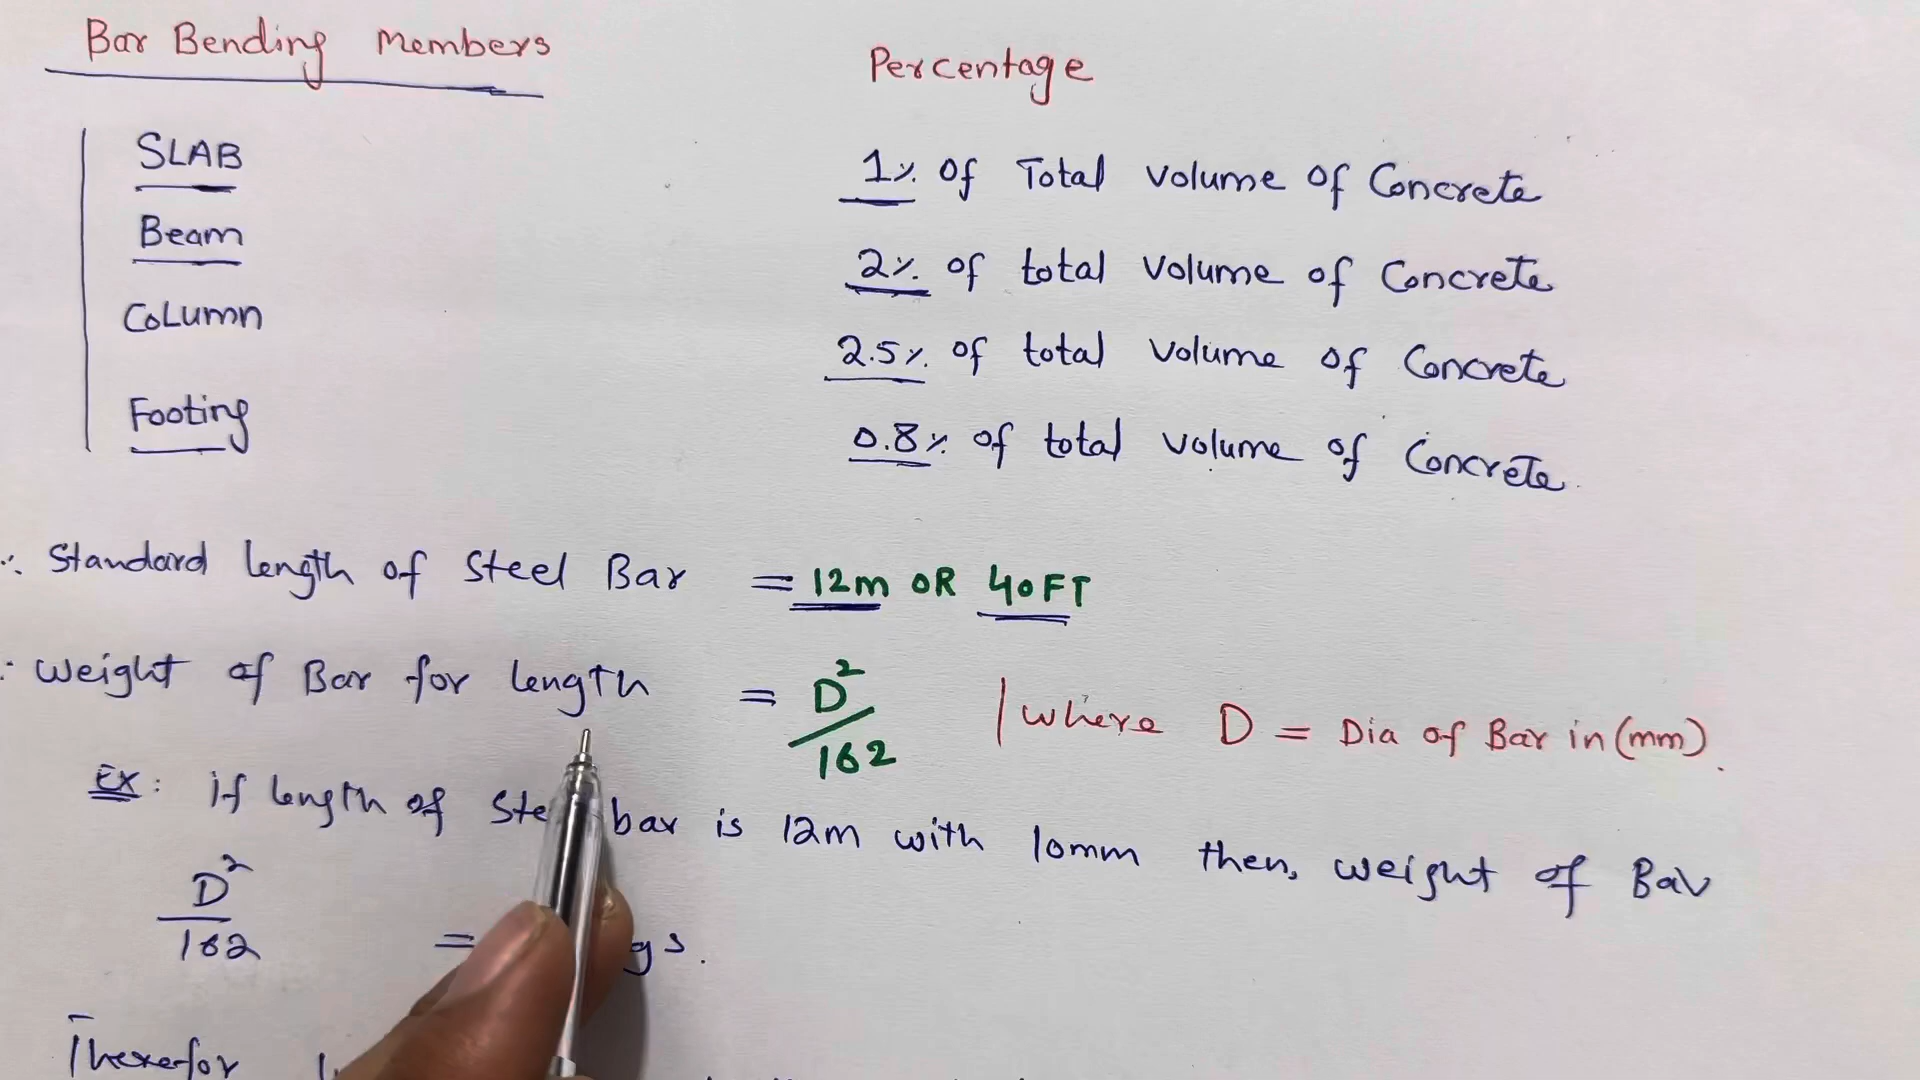 Bar Bending Members
Percentage
SLAB
1% of Total volume of Concrete
Beam
2% of total volume of Concrete
CoLumn
2.5% of total volume of Concrete
Footing
0.8% of total volume of Concrete
∴ Standard length of Steel Bar = 12m OR 40FT
∴ weight of Bar for length = D²/162 | where D = Dia of Bar in (mm).
EX: if length of bar is 12m with 10mm then, weight of Bar
D²/162 = gs.
Therefor